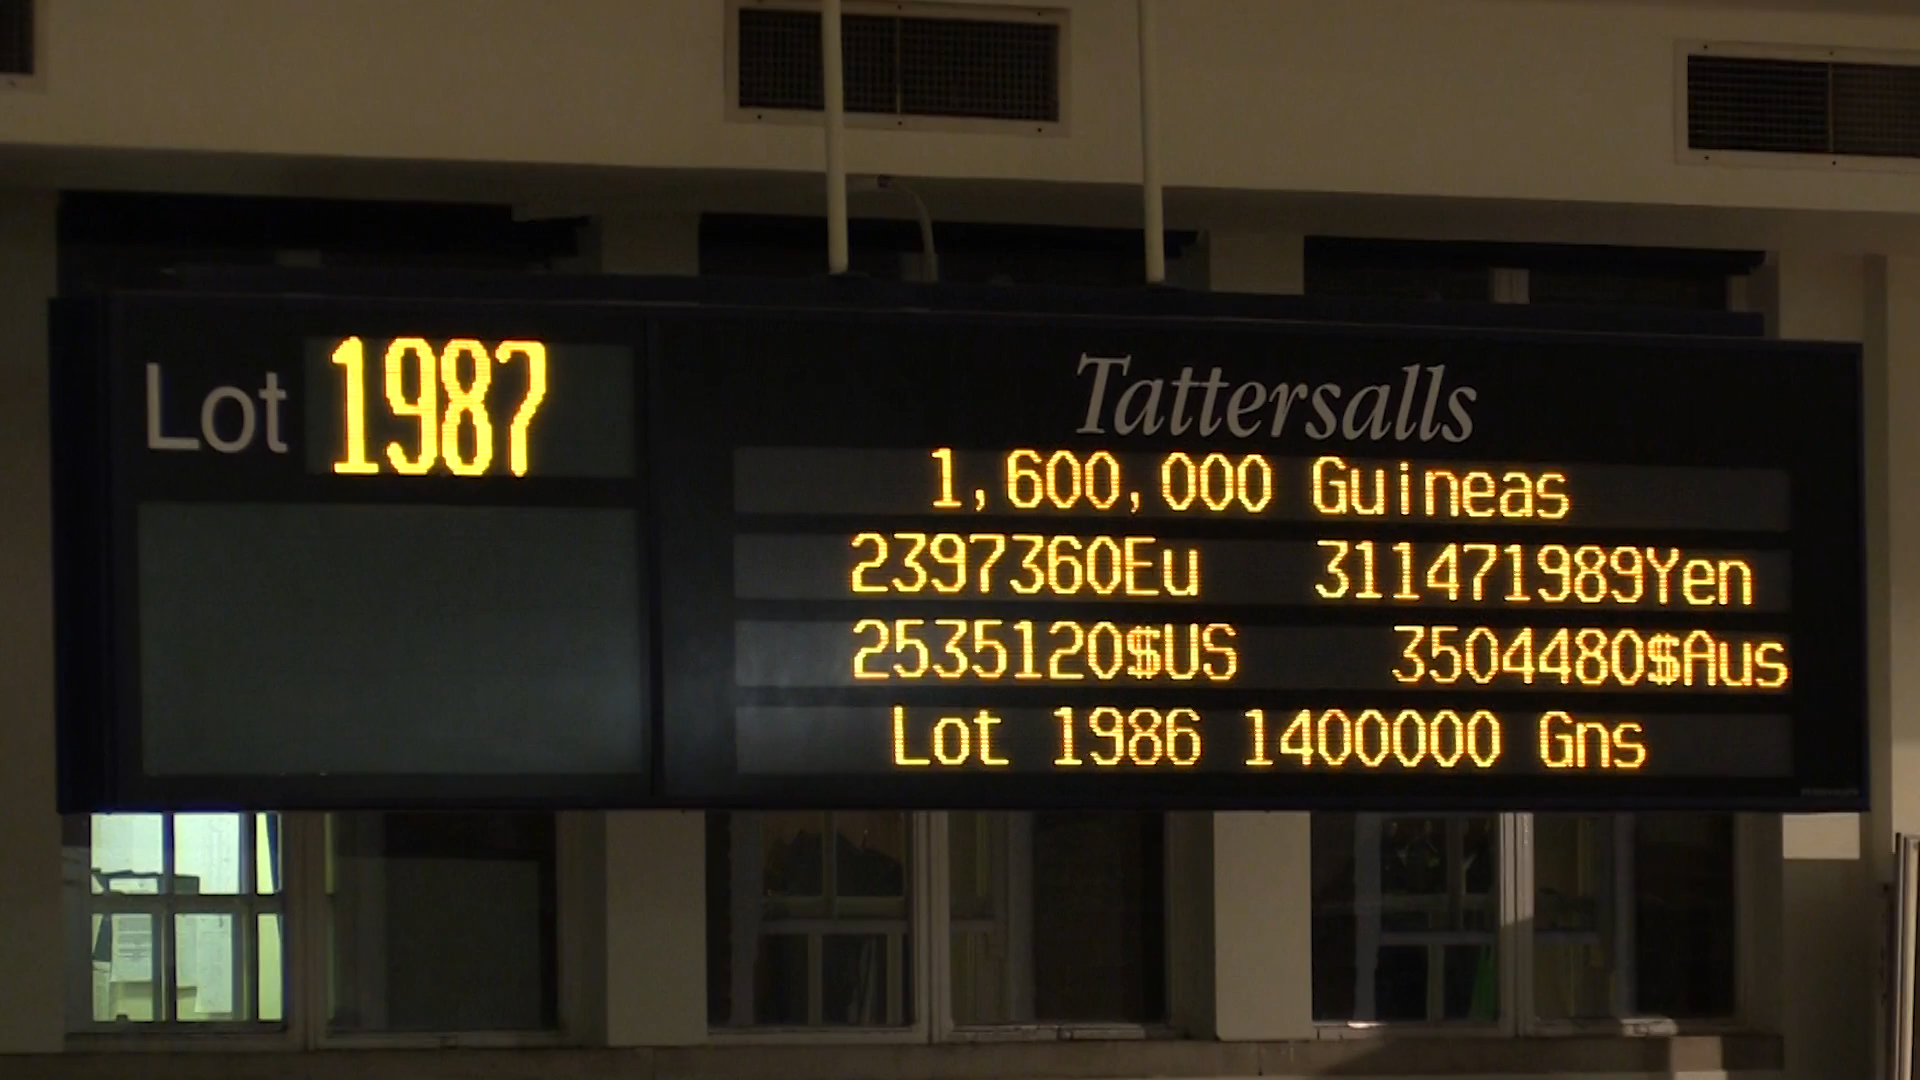 Lot 1987
Tattersalls
1,600,000 Guineas
2397360Eu 311471989Yen
2535120$US 3504480$Aus
Lot 1986 1400000 Gns